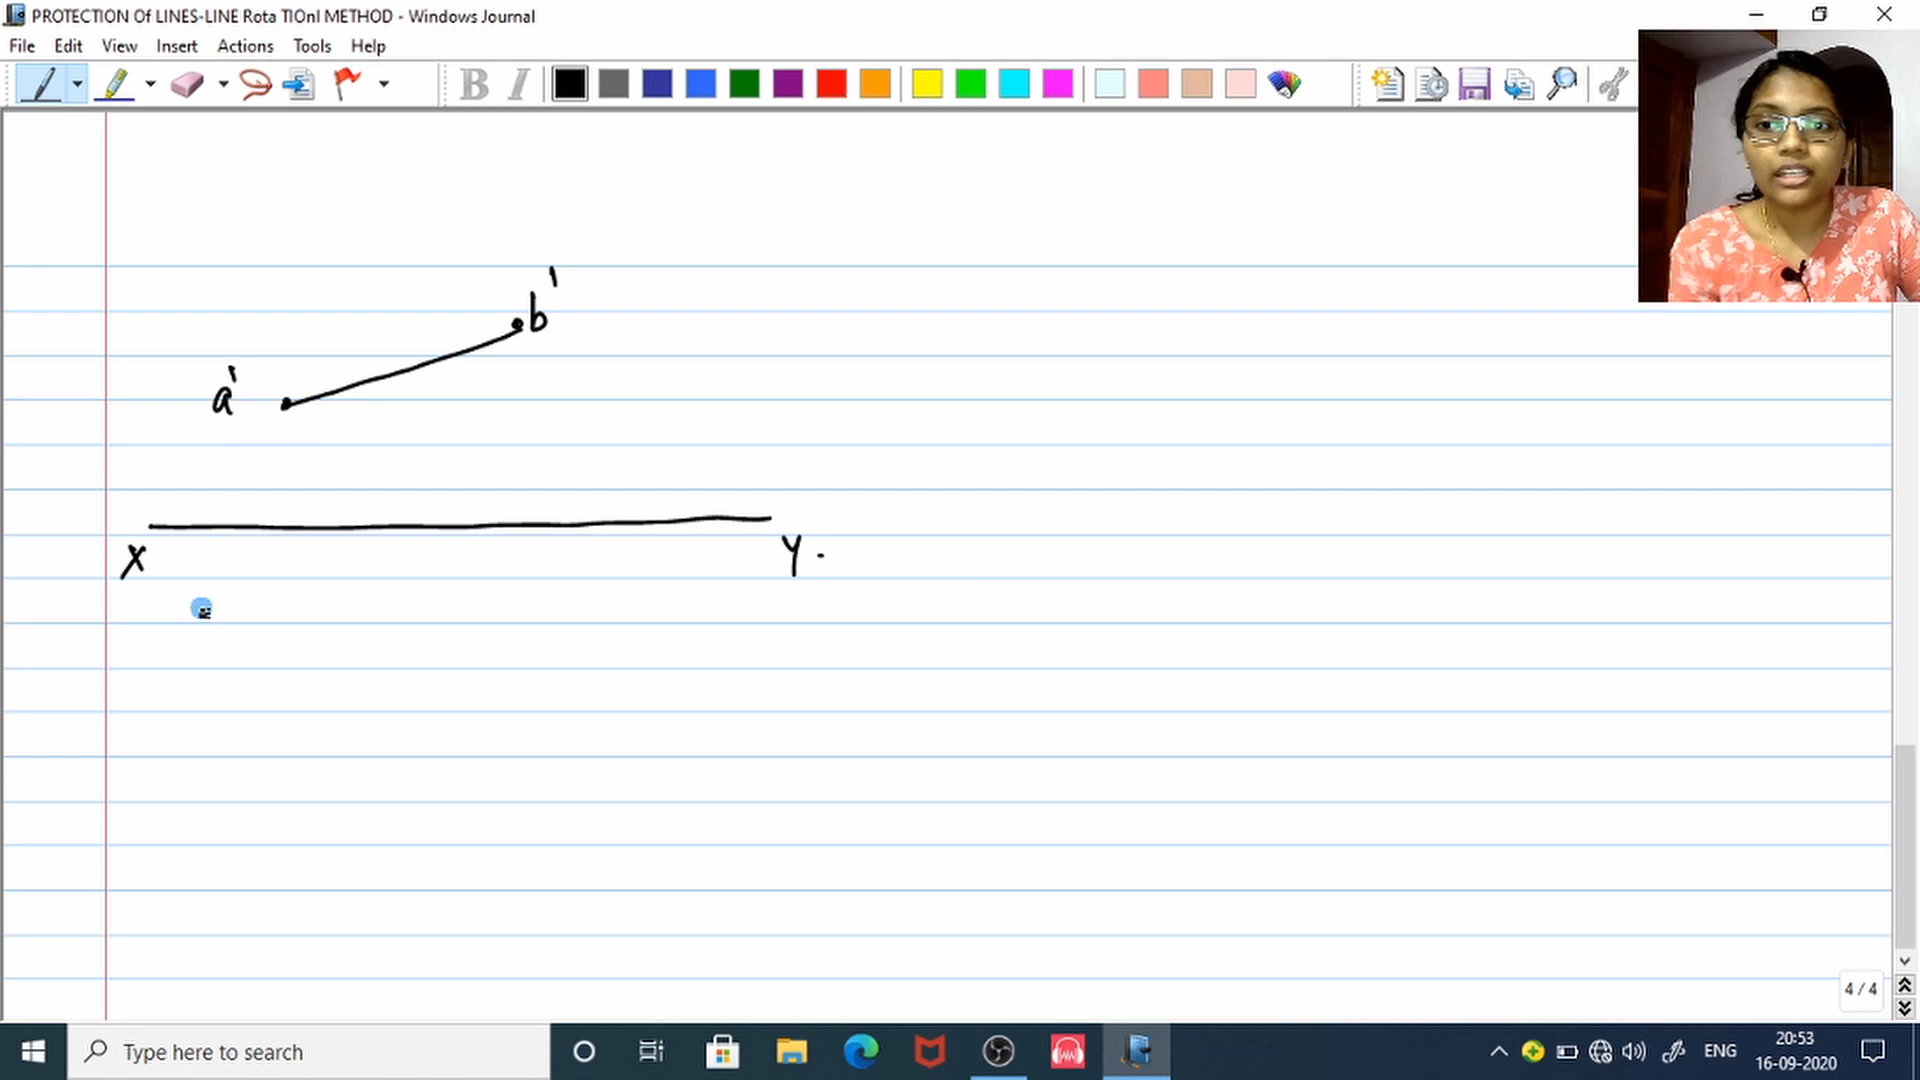 PROTECTION Of LINES-LINE Rota TIOnI METHOD - Windows Journal
File Edit View Insert Actions Tools Help
B I
b'
a'
X Y .
4 / 4
Type here to search
ENG
20:53
16-09-2020